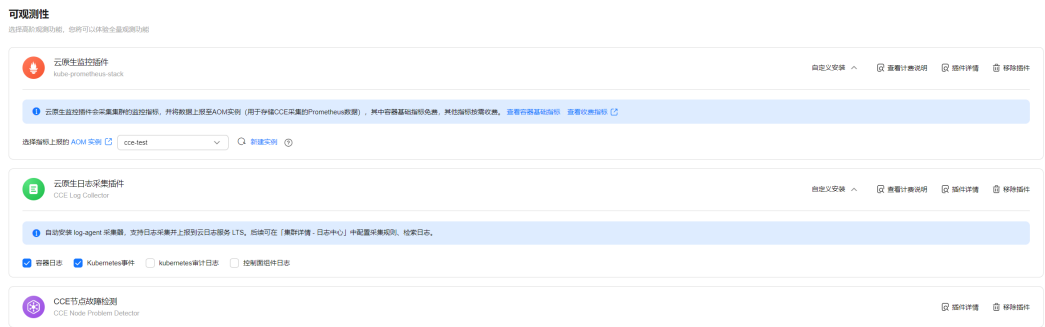 可观测性
选择高阶观测功能，您将可以体验全量观测功能
云原生监控插件
kube-prometheus-stack
自定义安装 查看计费说明 插件详情 移除插件
云原生监控插件会采集集群的监控指标，并将数据上报至AOM实例（用于存储CCE采集的Prometheus数据），其中容器基础指标免费，其他指标按需收费。 查看容器基础指标 查看收费指标
选择指标上报的 AOM 实例 cce-test 新建实例
云原生日志采集插件
CCE Log Collector
自定义安装 查看计费说明 插件详情 移除插件
自动安装 log-agent 采集器，支持日志采集并上报到云日志服务 LTS。后续可在「集群详情 - 日志中心」中配置采集规则、检索日志。
容器日志 Kubernetes事件 kubernetes审计日志 控制面组件日志
CCE节点故障检测
CCE Node Problem Detector
插件详情 移除插件